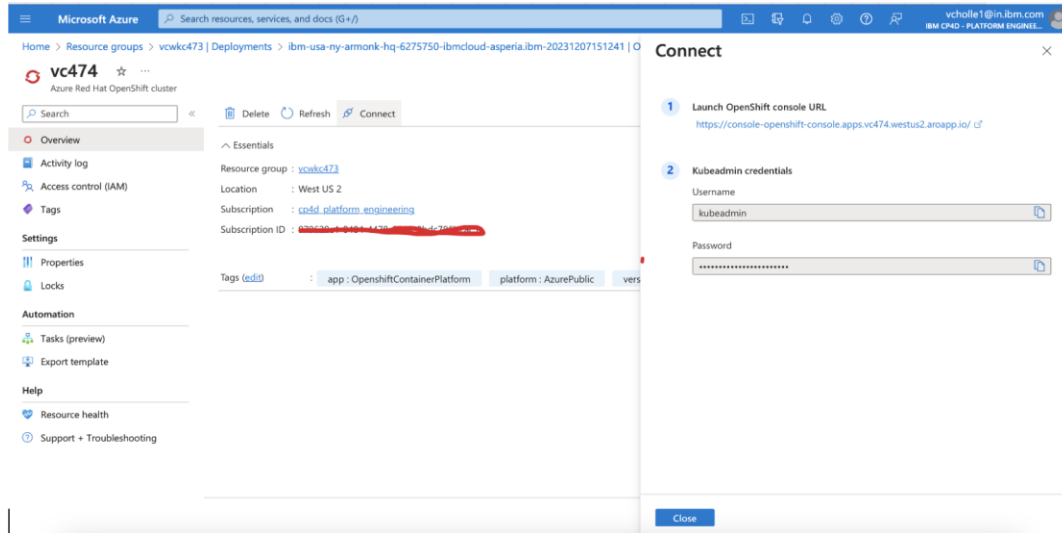 Microsoft Azure
Search resources, services, and docs (G+/)
vcholle1@in.ibm.com
IBM CP4D - PLATFORM ENGINEE...
Home > Resource groups > vcwkc473 | Deployments > ibm-usa-ny-armonk-hq-6275750-ibmcloud-asperia.ibm-20231207151241 | O
vc474
Azure Red Hat OpenShift cluster
Search
Overview
Activity log
Access control (IAM)
Tags
Settings
Properties
Locks
Automation
Tasks (preview)
Export template
Help
Resource health
Support + Troubleshooting
Delete
Refresh
Connect
Essentials
Resource group : vcwkc473
Location : West US 2
Subscription : cp4d_platform_engineering
Subscription ID :
Tags (edit) : app : OpenshiftContainerPlatform platform : AzurePublic vers
Connect
1 Launch OpenShift console URL
https://console-openshift-console.apps.vc474.westus2.aroapp.io/
2 Kubeadmin credentials
Username
kubeadmin
Password
Close